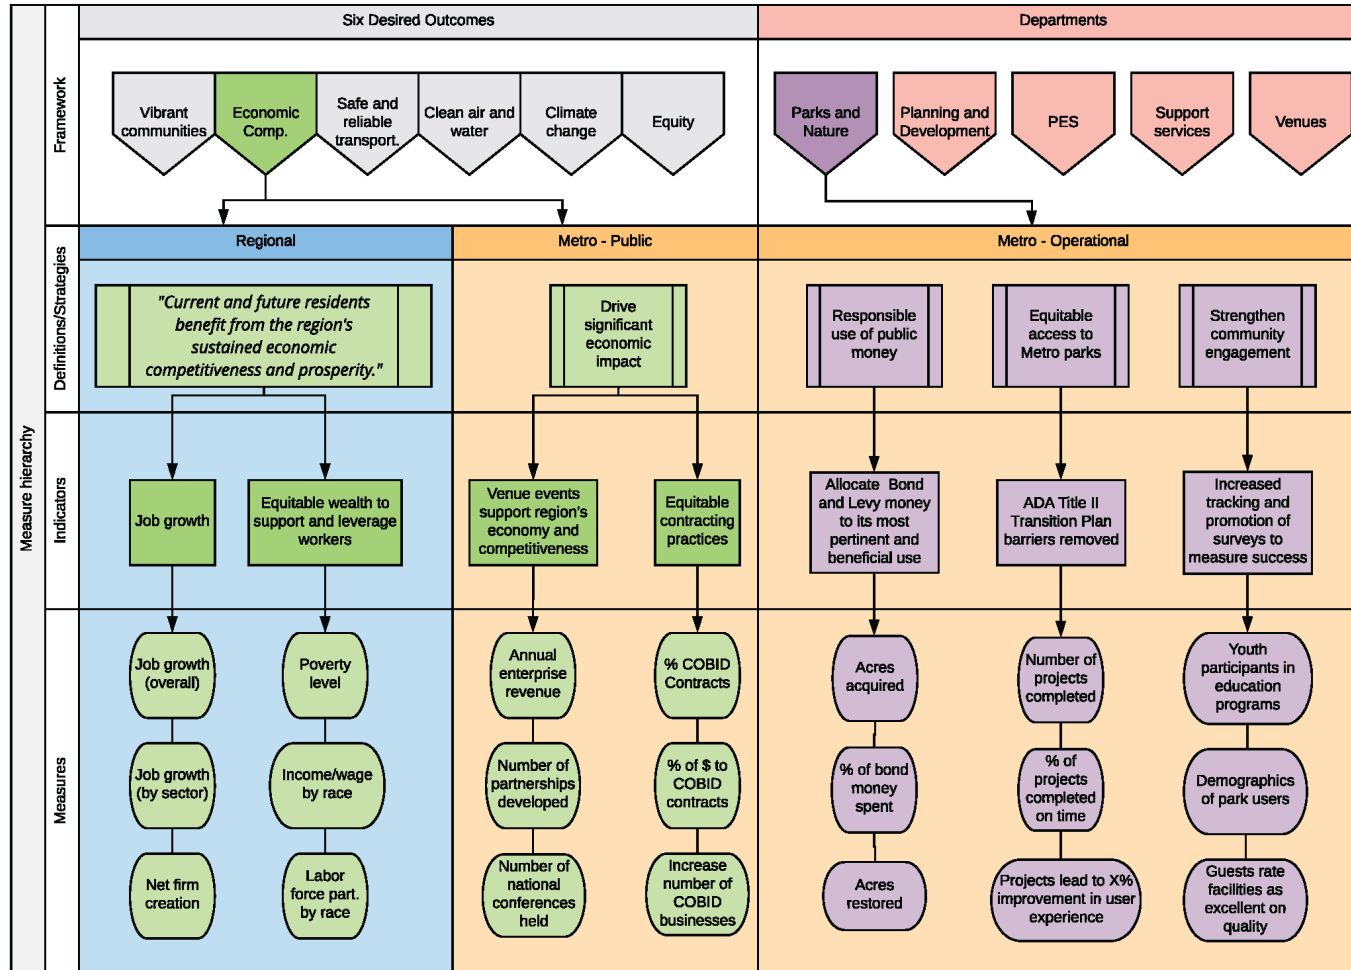 Six Desired Outcomes
Departments
Measure hierarchy
Framework
Vibrant
communities
Economic
Comp.
Safe and
reliable
transport.
Clean air and
water
Climate
change
Equity
Parks and
Nature
Planning and
Development
PES
Support
services
Venues
Definitions/Strategies
Regional
Metro - Public
Metro - Operational
"Current and future residents
benefit from the region's
sustained economic
competitiveness and prosperity."
Drive
significant
economic
impact
Responsible
use of public
money
Equitable
access to
Metro parks
Strengthen
community
engagement
Indicators
Job growth
Equitable wealth to
support and leverage
workers
Venue events
support region's
economy and
competitiveness
Equitable
contracting
practices
Allocate Bond
and Levy money
to its most
pertinent and
beneficial use
ADA Title II
Transition Plan
barriers removed
Increased
tracking and
promotion of
surveys to
measure success
Measures
Job growth
(overall)
Poverty
level
Annual
enterprise
revenue
% COBID
Contracts
Acres
acquired
Number of
projects
completed
Youth
participants in
education
programs
Job growth
(by sector)
Income/wage
by race
Number of
partnerships
developed
% of $ to
COBID
contracts
% of bond
money
spent
% of
projects
completed
on time
Demographics
of park users
Net firm
creation
Labor
force part.
by race
Number of
national
conferences
held
Increase
number of
COBID
businesses
Acres
restored
Projects lead to X%
improvement in user
experience
Guests rate
facilities as
excellent on
quality